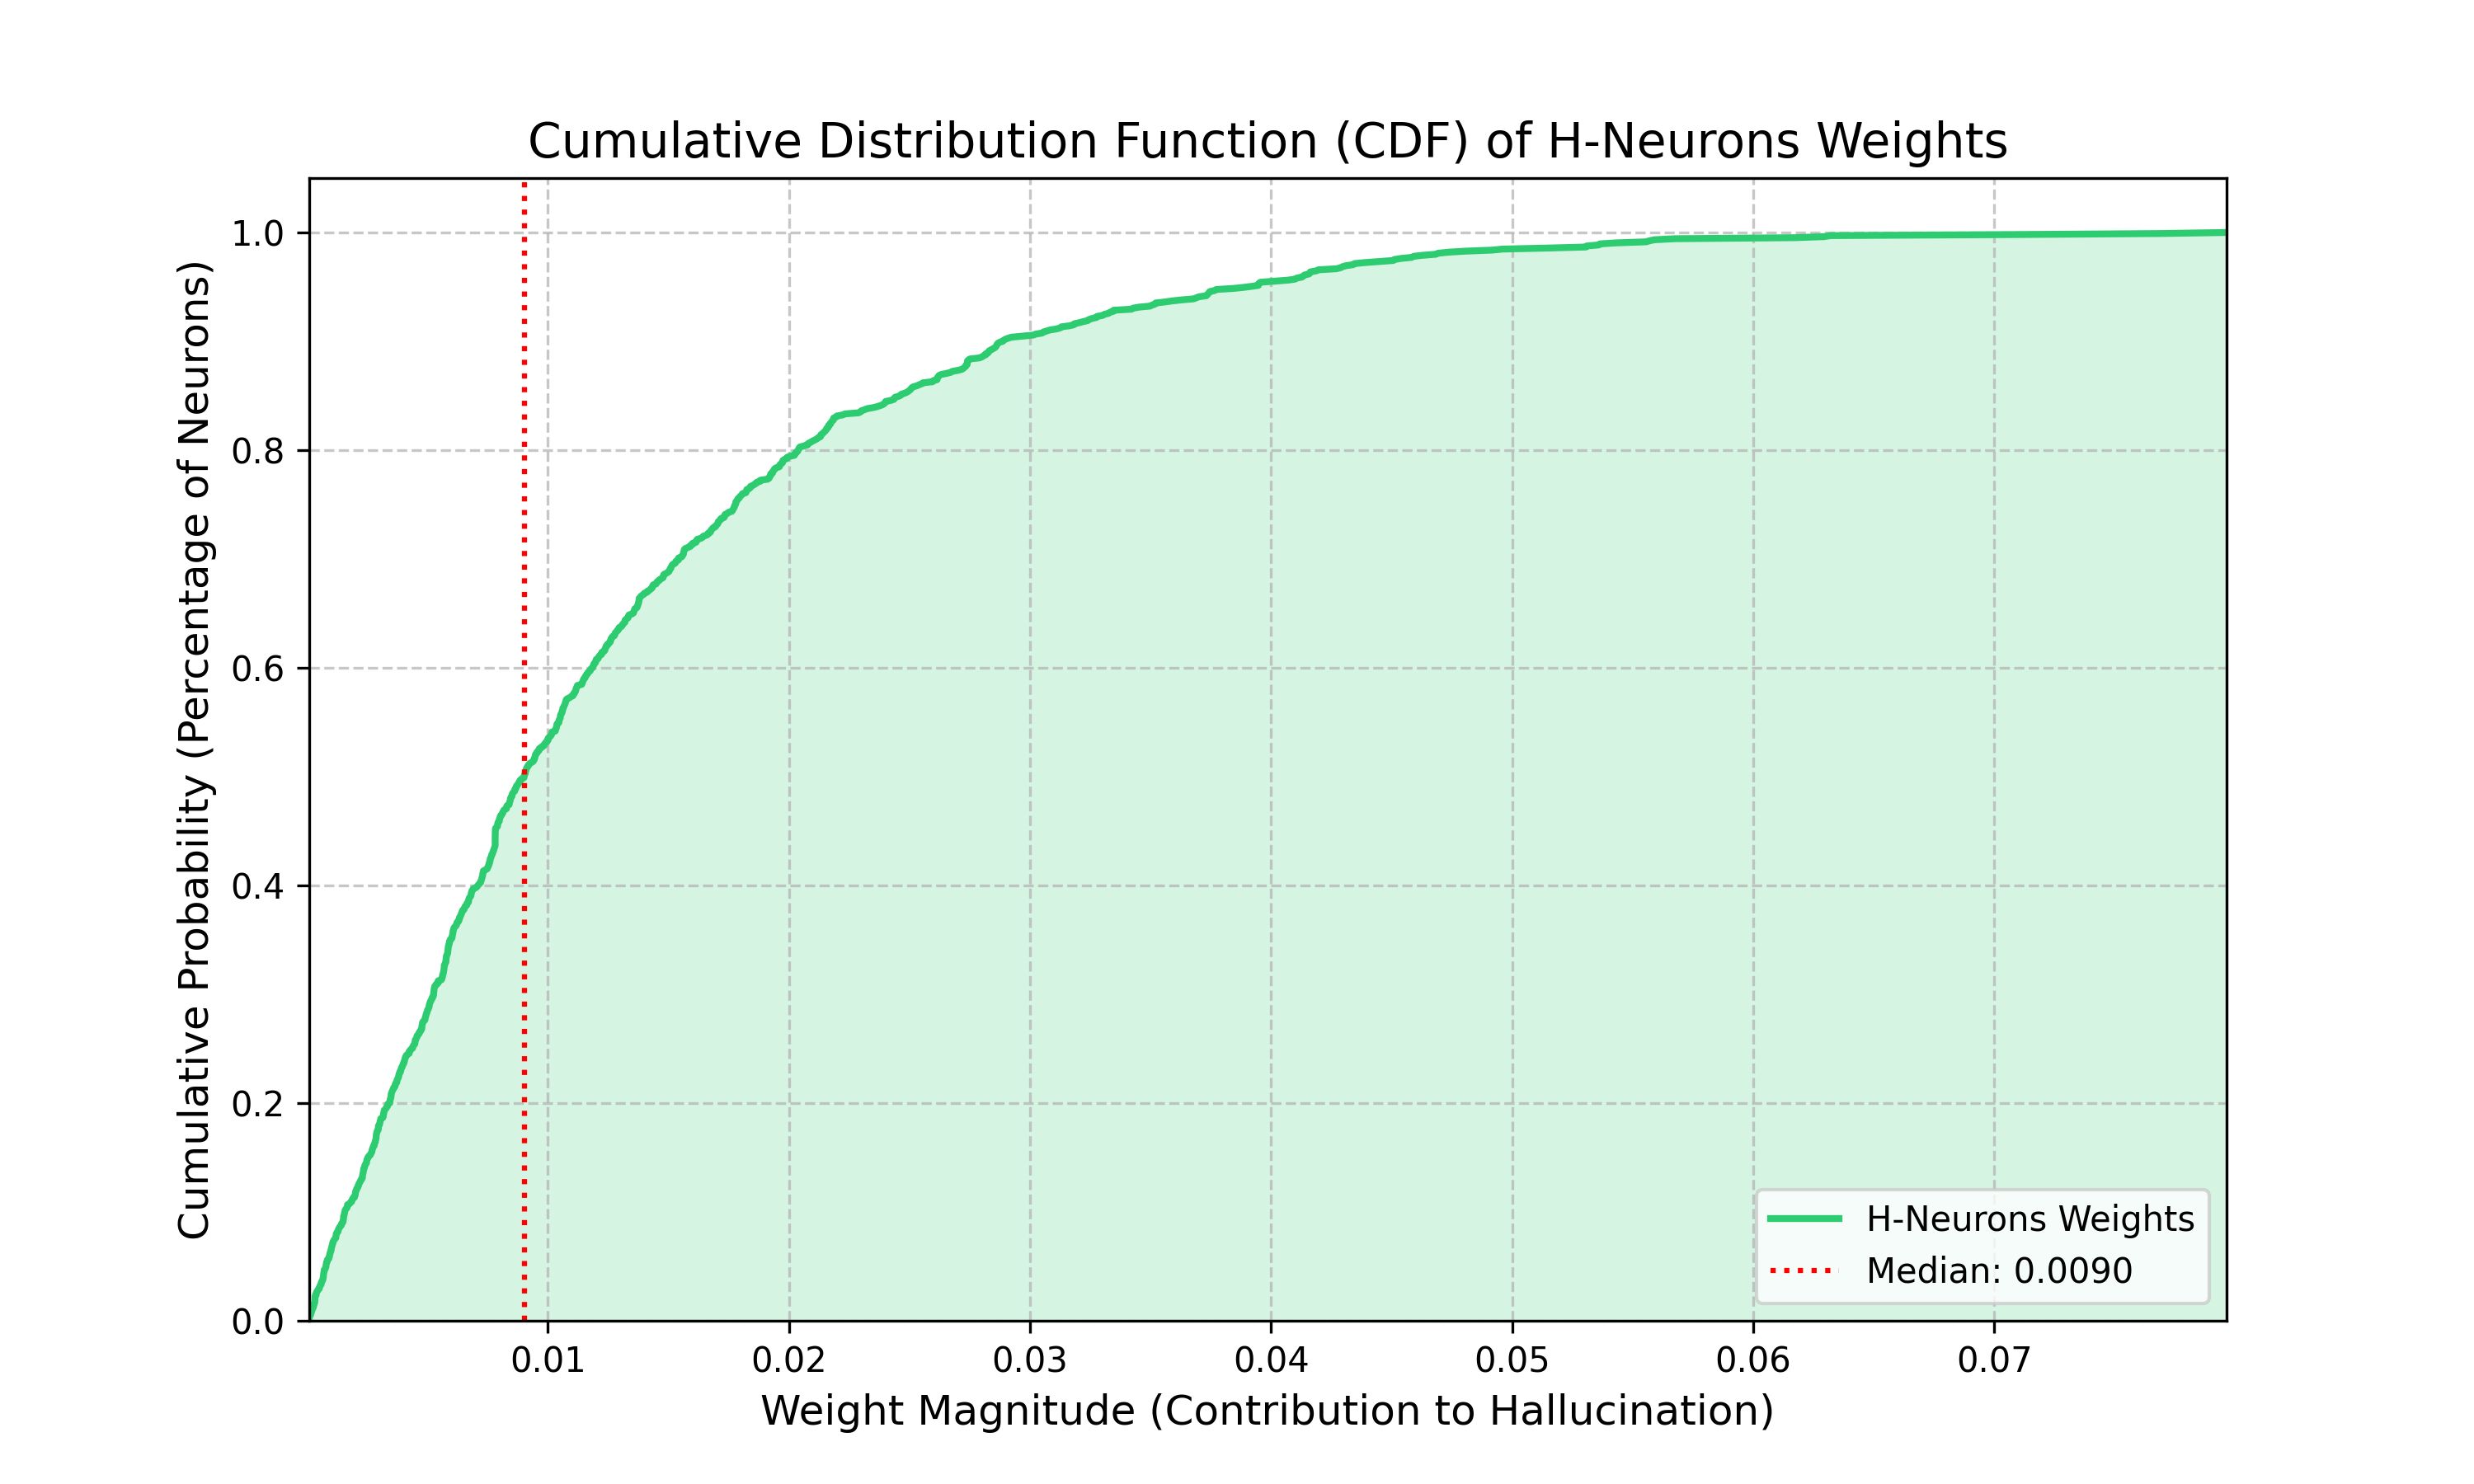 Cumulative Distribution Function (CDF) of H-Neurons Weights
Cumulative Probability (Percentage of Neurons)
1.0
0.8
0.6
0.4
0.2
0.0
0.01 0.02 0.03 0.04 0.05 0.06 0.07
Weight Magnitude (Contribution to Hallucination)
H-Neurons Weights
Median: 0.0090